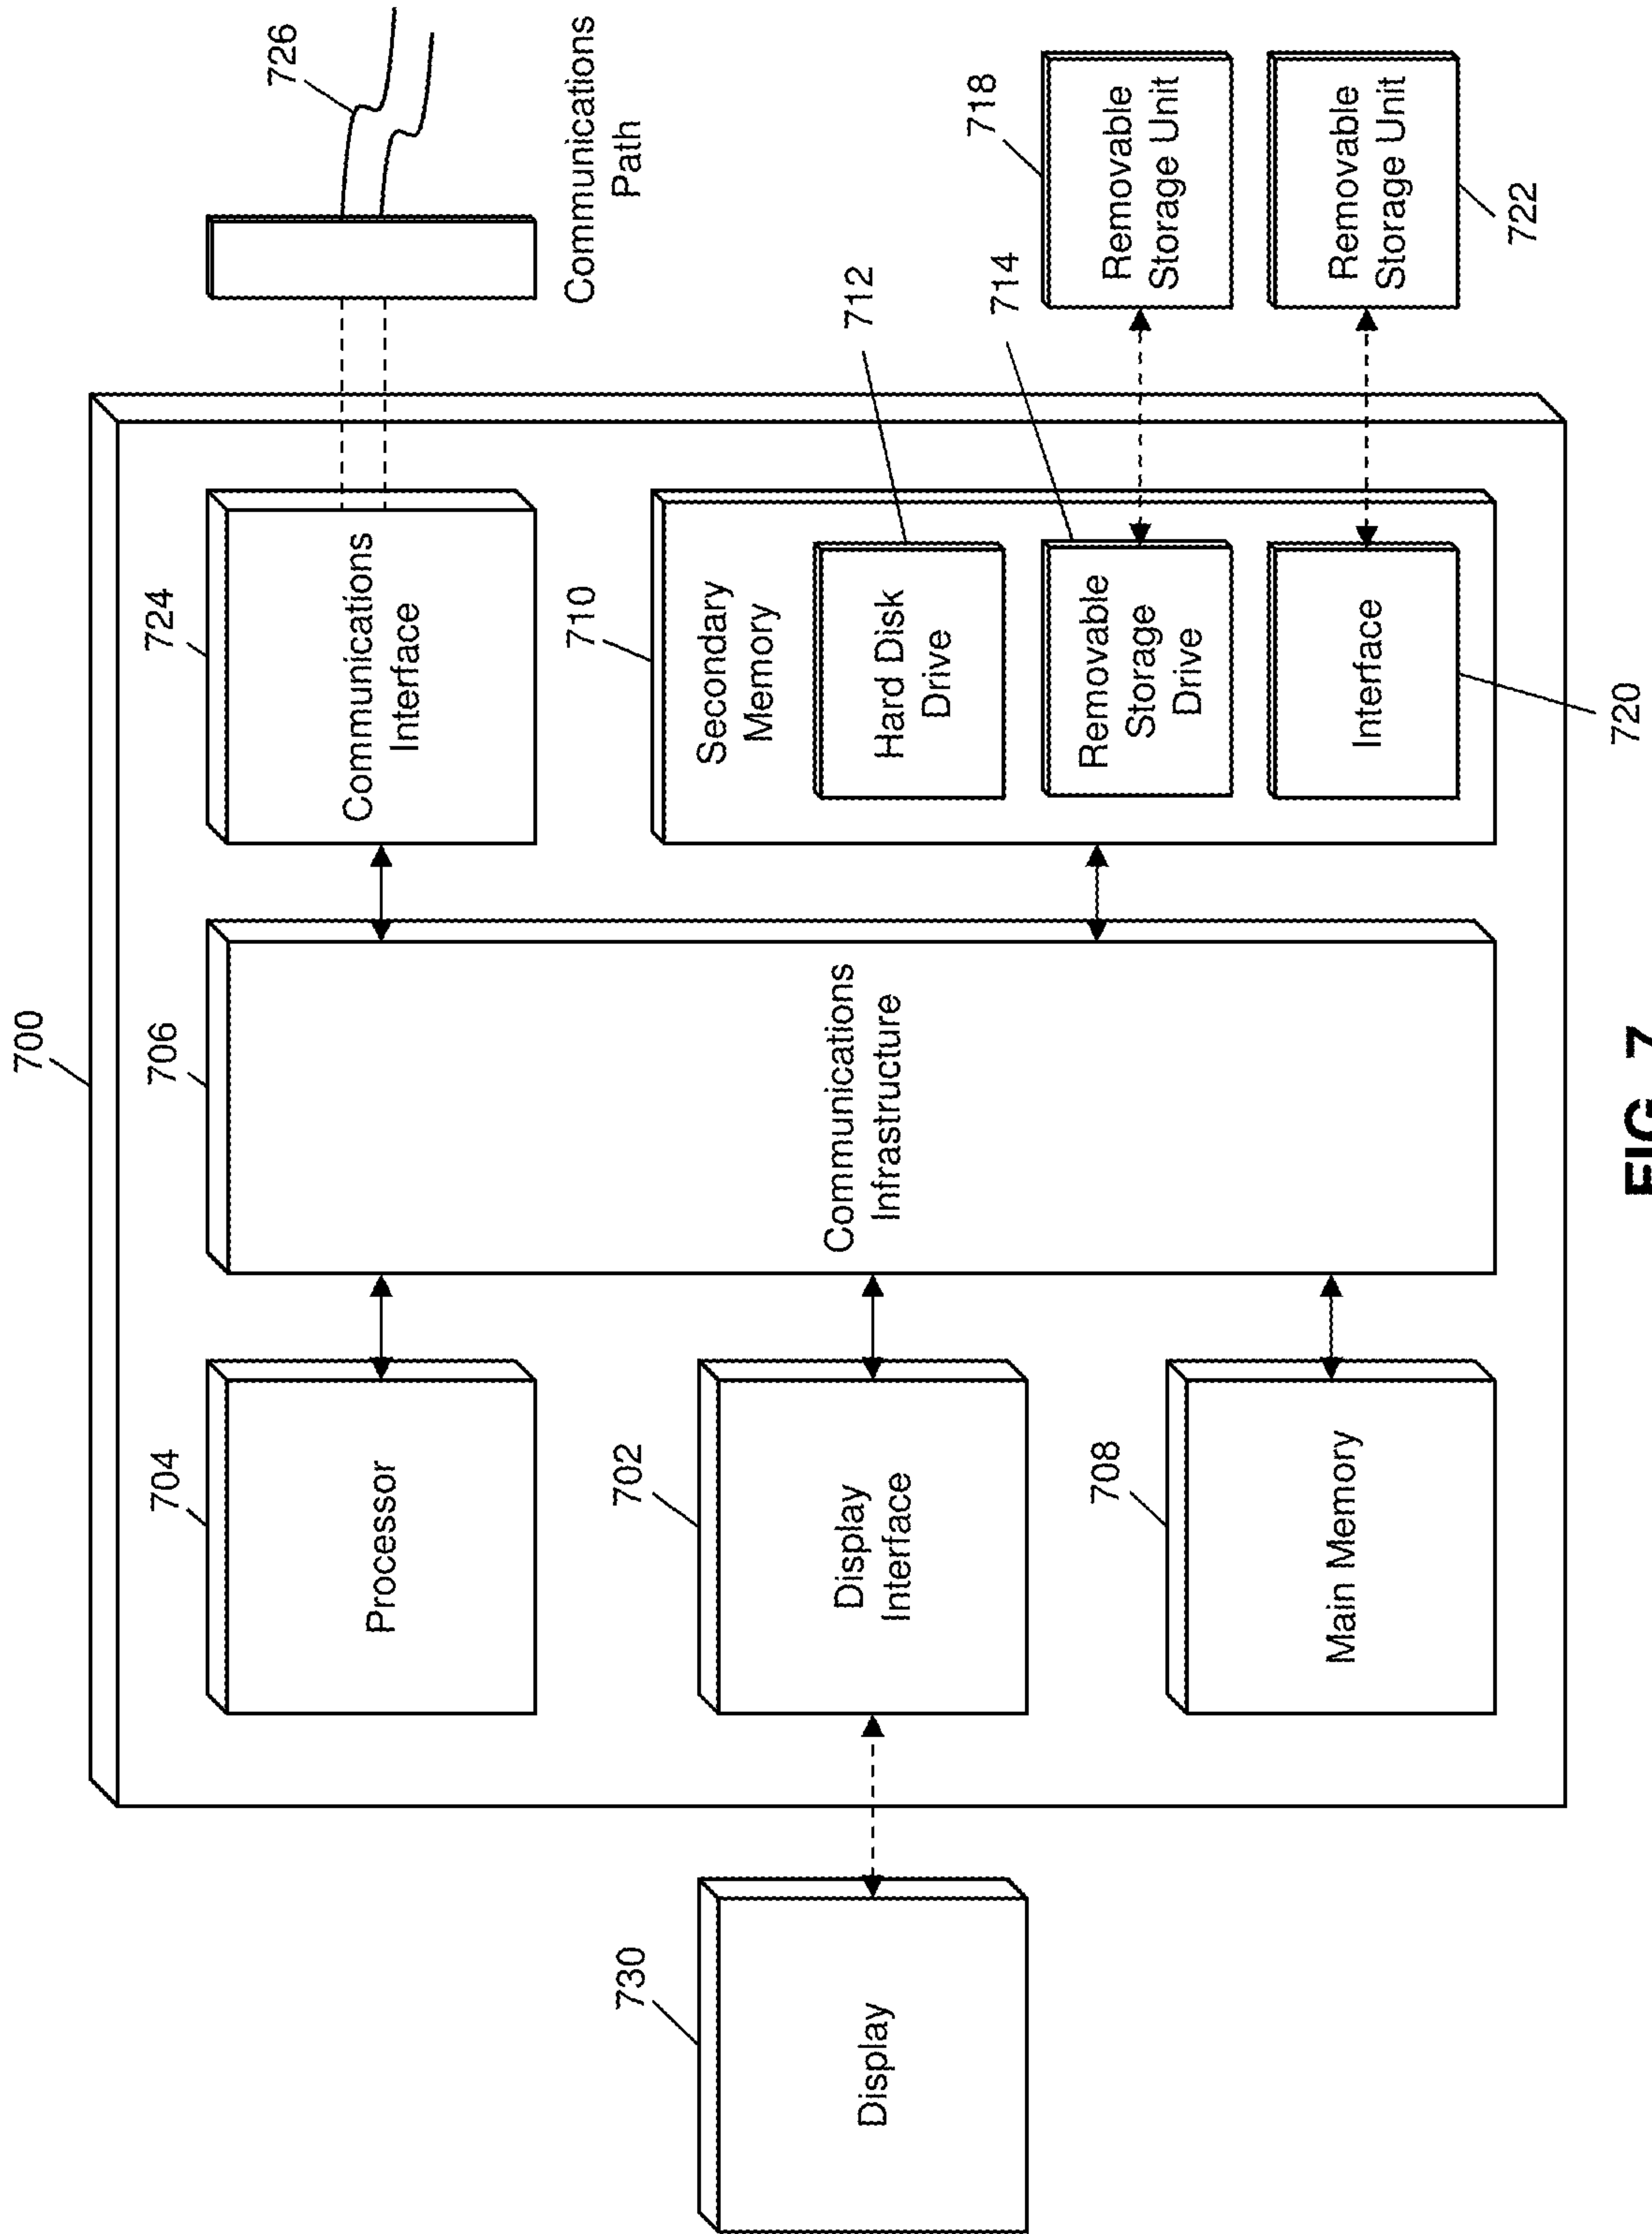 700
704
Processor
706
724
Communications
Interface
726
Communications
Path
730
Display
702
Display
Interface
Communications
Infrastructure
710
Secondary
Memory
712
Hard Disk
Drive
708
Main Memory
714
Removable
Storage
Drive
718
Removable
Storage Unit
Interface
720
Removable
Storage Unit
722
FIG. 7